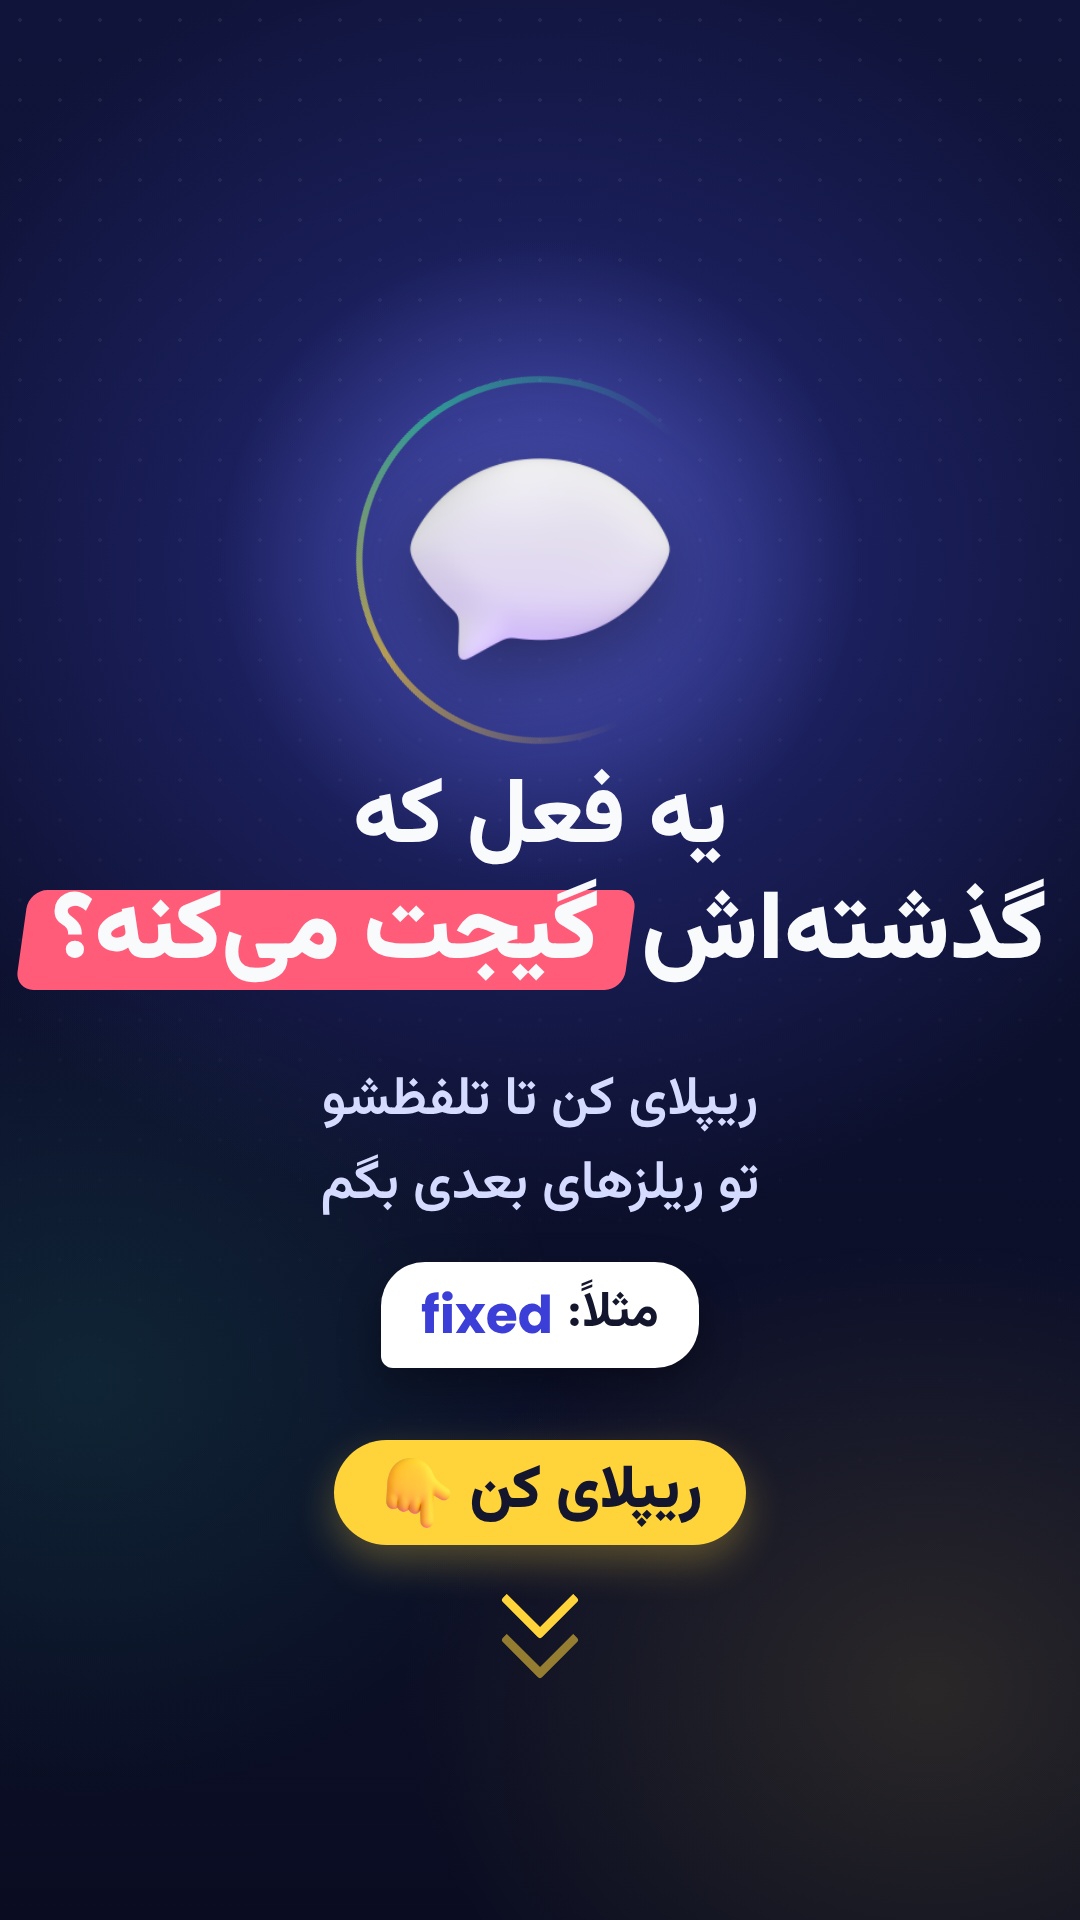 یه فعل که
گذشته‌اش گیجت می‌کنه؟
ریپلای کن تا تلفظشو
تو ریلزهای بعدی بگم
مثلاً: fixed
ریپلای کن 👇